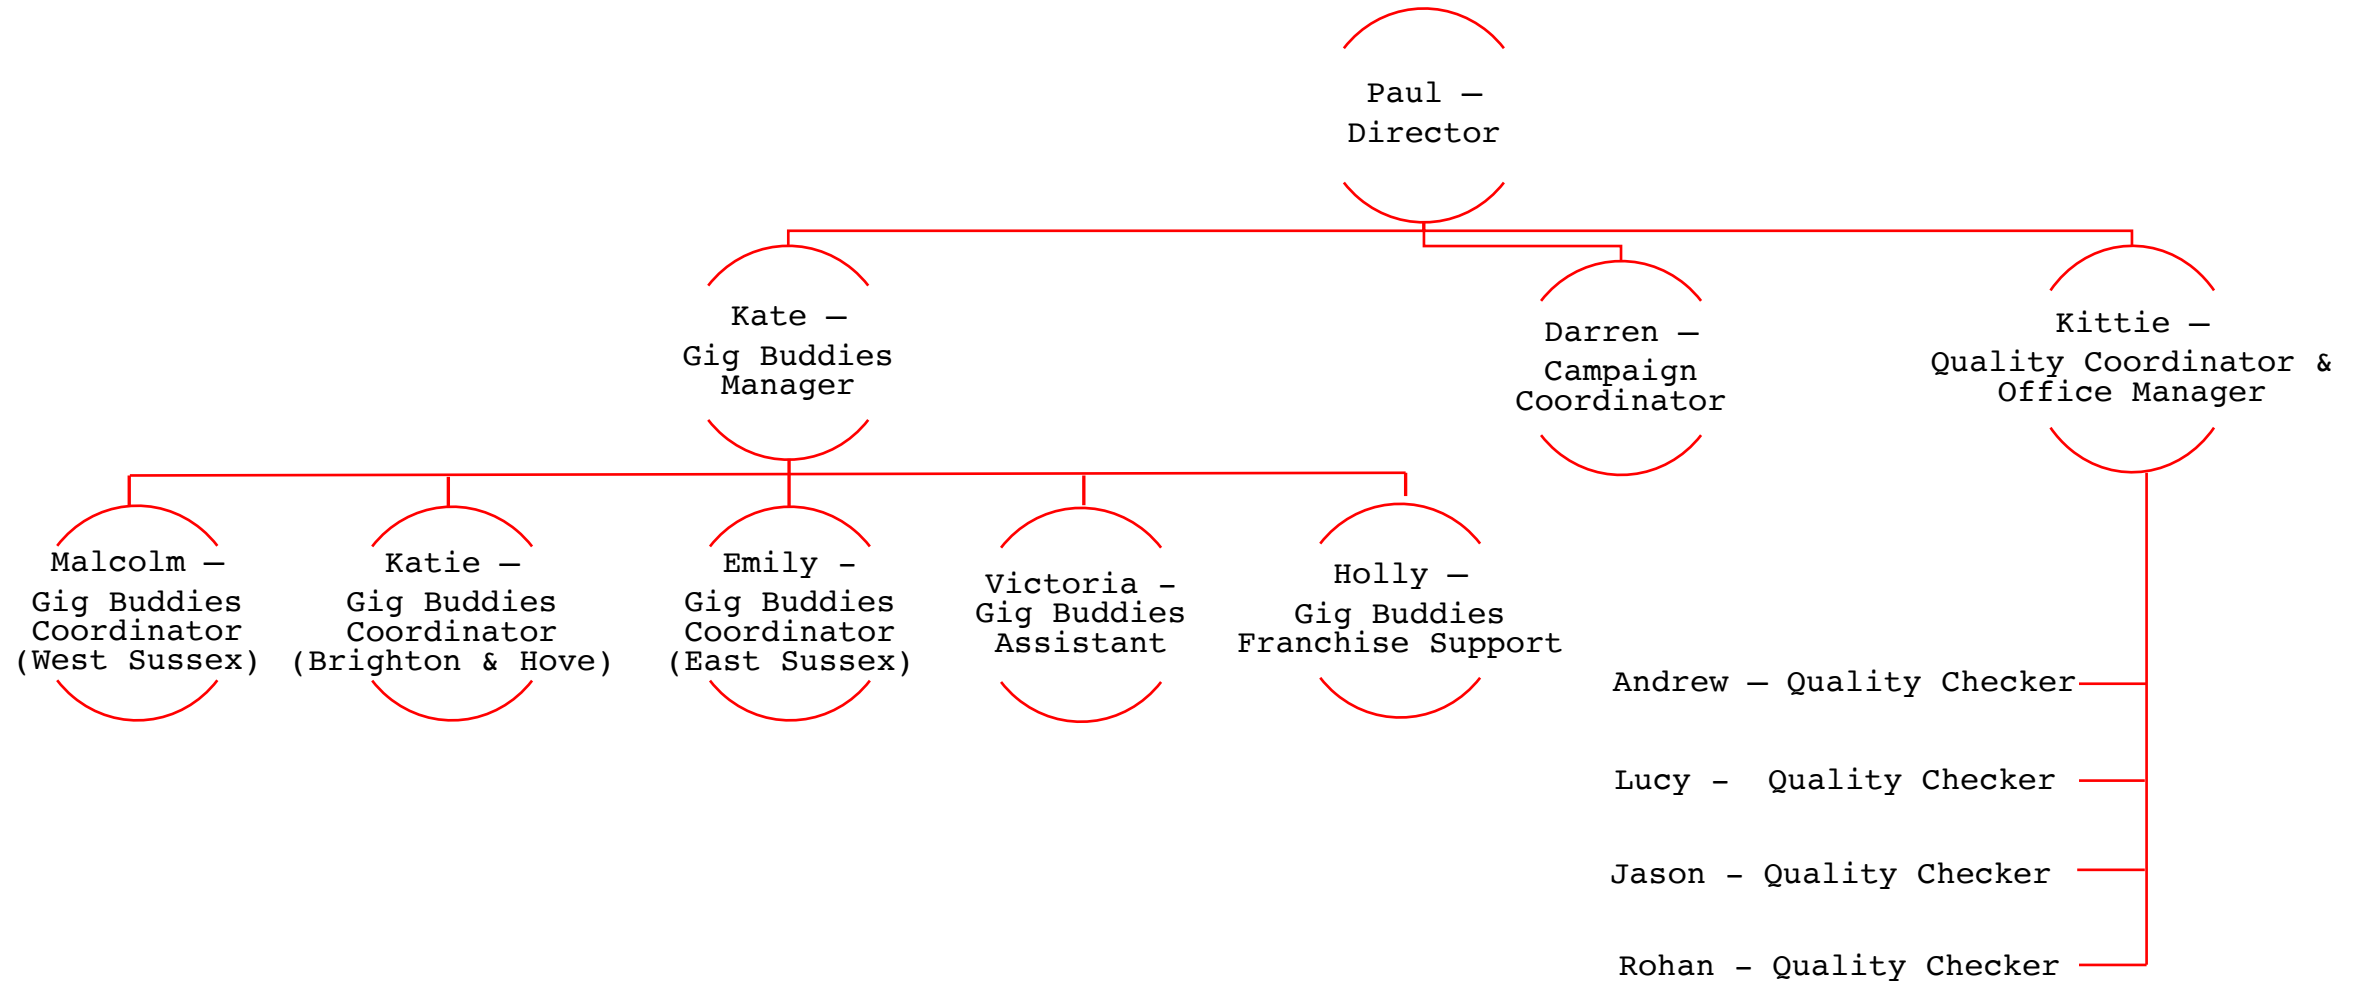 Paul –
Director
Kate –
Gig Buddies
Manager
Darren –
Campaign
Coordinator
Kittie –
Quality Coordinator &
Office Manager
Malcolm –
Gig Buddies
Coordinator
(West Sussex)
Katie –
Gig Buddies
Coordinator
(Brighton & Hove)
Emily -
Gig Buddies
Coordinator
(East Sussex)
Victoria -
Gig Buddies
Assistant
Holly –
Gig Buddies
Franchise Support
Andrew – Quality Checker
Lucy -  Quality Checker
Jason - Quality Checker
Rohan - Quality Checker